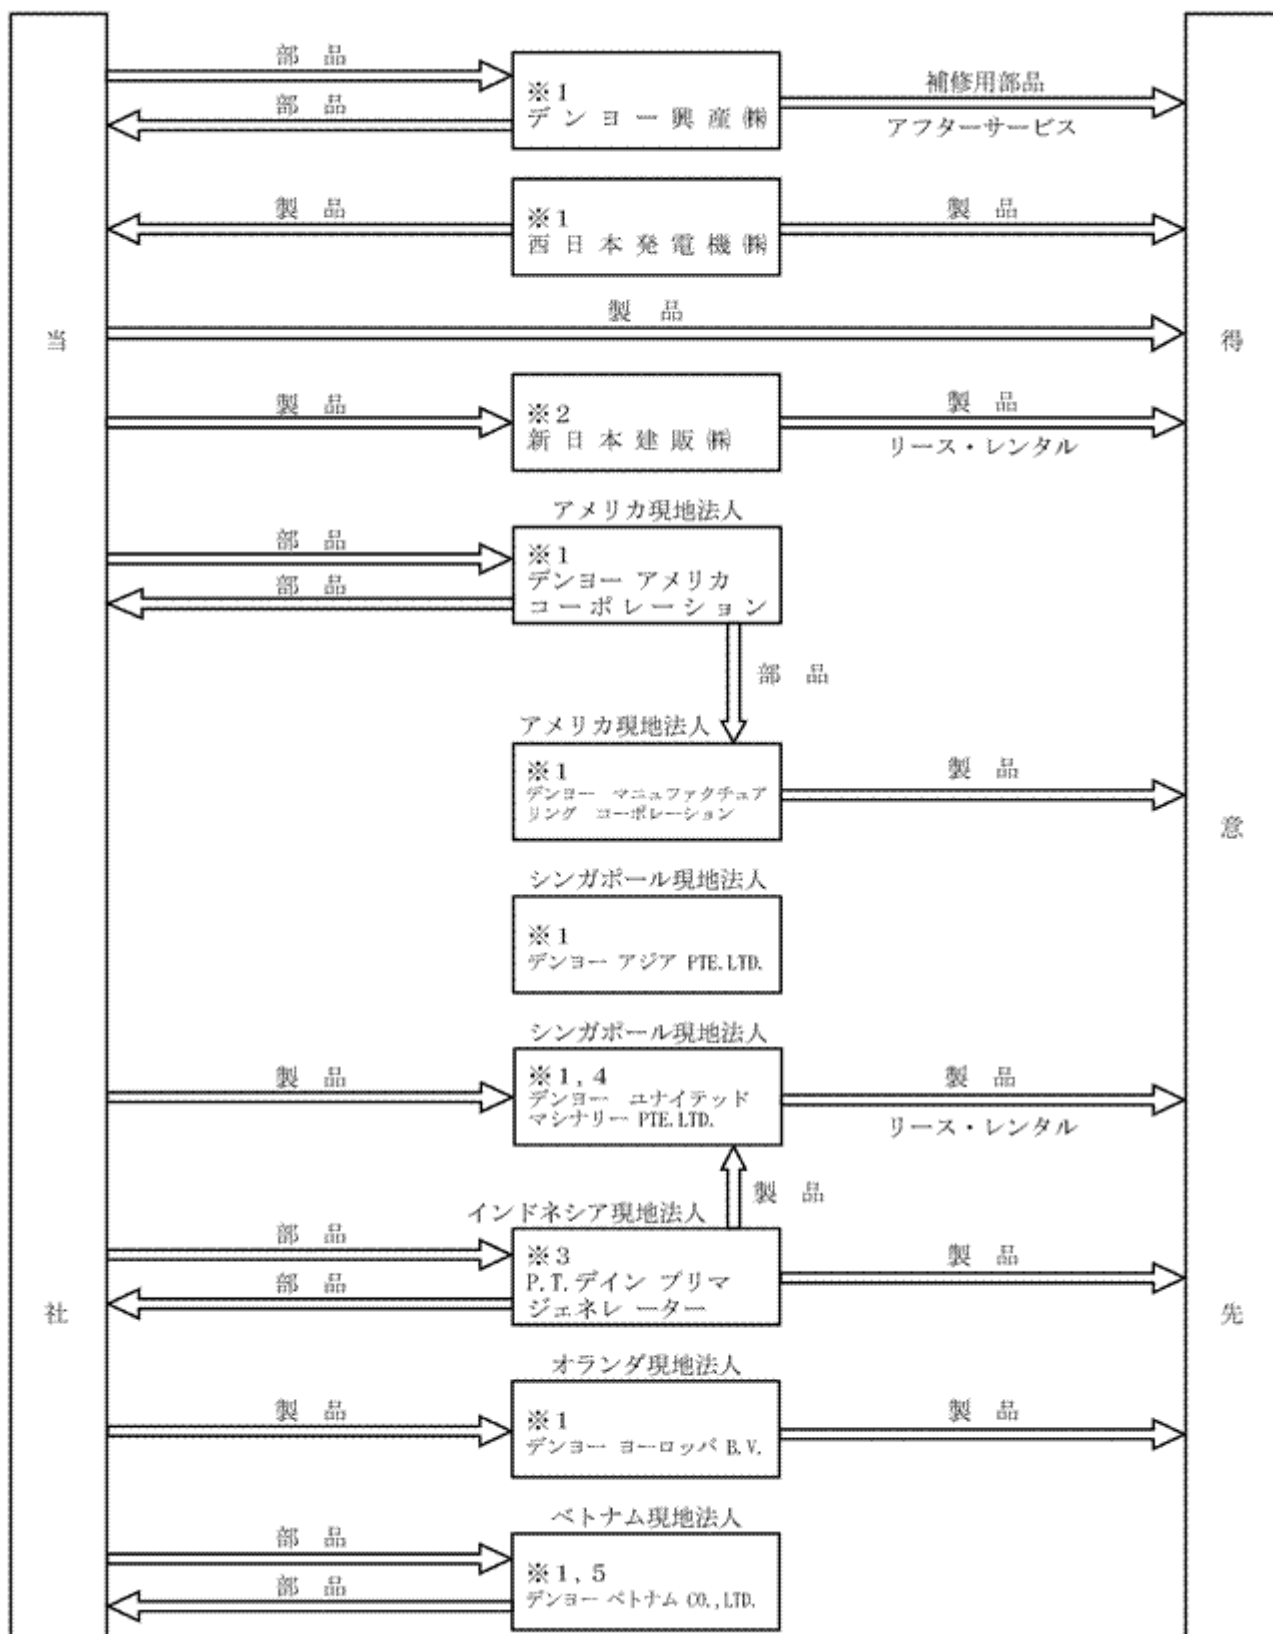 部 品
※1
デンヨー興産㈱
部 品
補修用部品
アフターサービス
製 品
※1
西日本発電機㈱
製 品
製 品
当
得
製 品
※2
新日本建販㈱
製 品
リース・レンタル
アメリカ現地法人
部 品
※1
デンヨー アメリカ
コーポレーション
部 品
部 品
アメリカ現地法人
※1
デンヨー マニュファクチュア
リング コーポレーション
製 品
意
シンガポール現地法人
※1
デンヨー アジア PTE.LTD.
シンガポール現地法人
製 品
※1,4
デンヨー ユナイテッド
マシナリー PTE.LTD.
製 品
リース・レンタル
製 品
インドネシア現地法人
部 品
※3
P.T.デイン プリマ
ジェネレーター
部 品
製 品
社
先
オランダ現地法人
製 品
※1
デンヨー ヨーロッパ B.V.
製 品
ベトナム現地法人
部 品
※1,5
デンヨー ベトナム CO.,LTD.
部 品